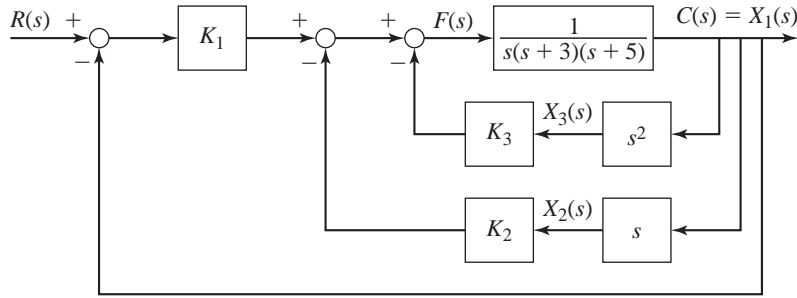 R(s) +
−
K₁
+
−
+
−
F(s)
1
s(s + 3)(s + 5)
C(s) = X₁(s)
K₃
X₃(s)
s²
K₂
X₂(s)
s